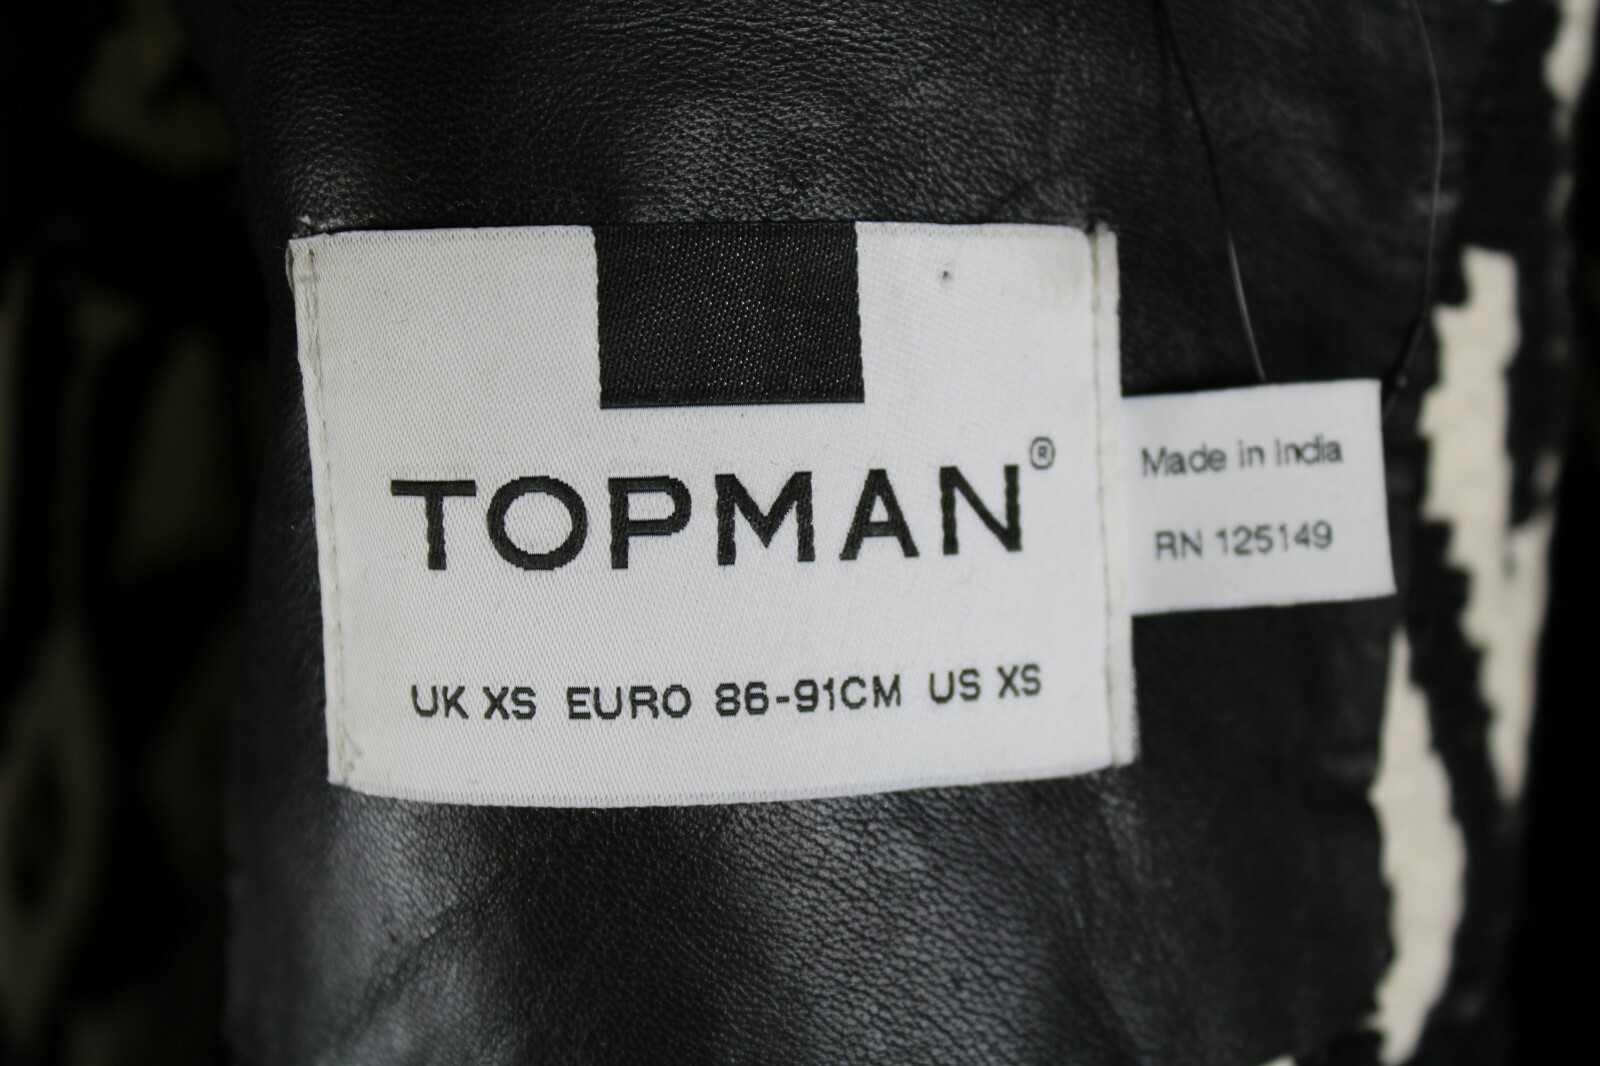 TOPMAN®
UK XS EURO 86-91CM US XS
Made in India
RN 125149